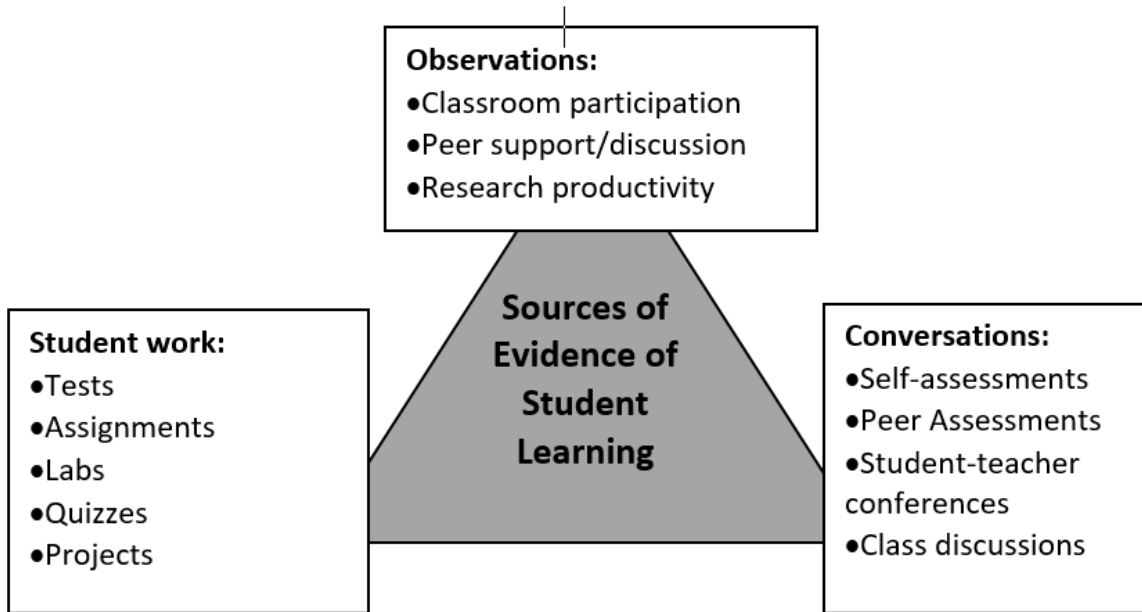 Observations:
•Classroom participation
•Peer support/discussion
•Research productivity
Sources of
Evidence of
Student
Learning
Student work:
•Tests
•Assignments
•Labs
•Quizzes
•Projects
Conversations:
•Self-assessments
•Peer Assessments
•Student-teacher
conferences
•Class discussions